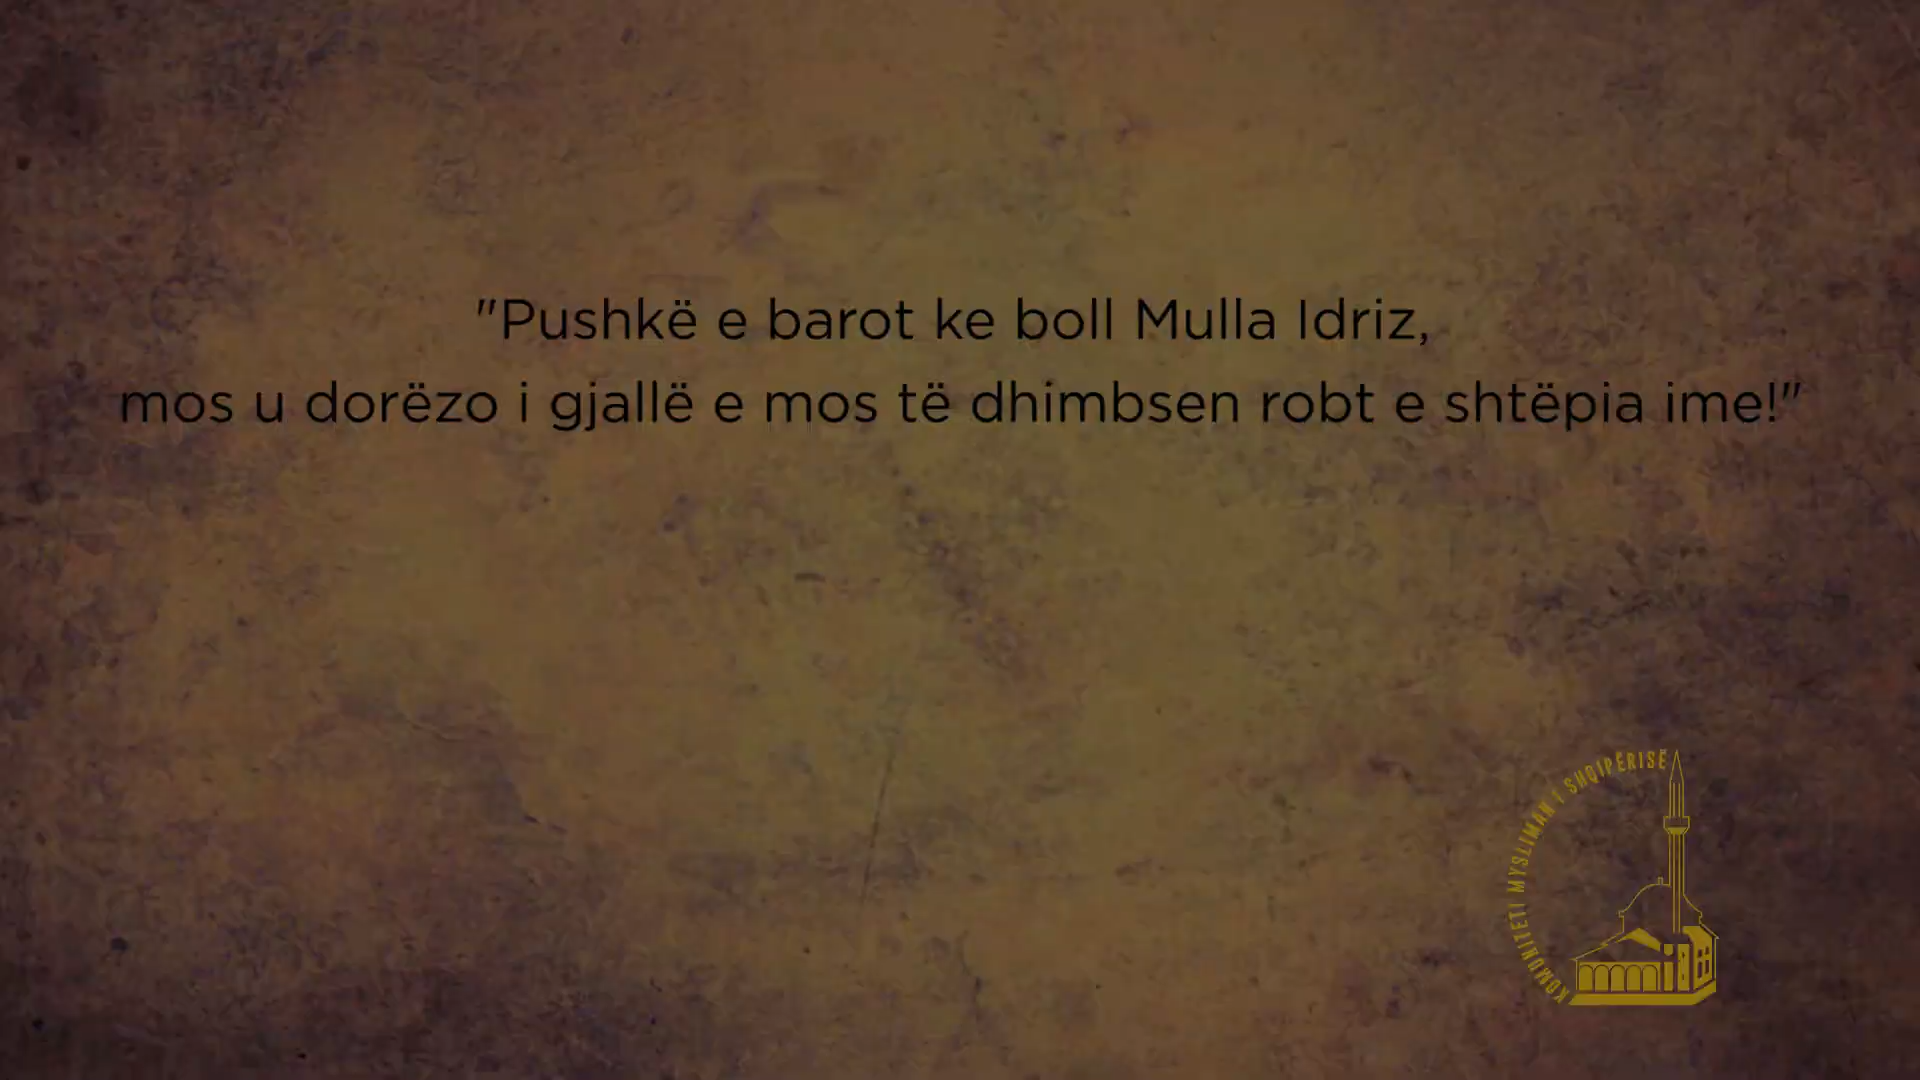 "Pushkë e barot ke boll Mulla Idriz,
mos u dorëzo i gjallë e mos të dhimbsen robt e shtëpia ime!"
KOMUNITETI MYSLIMAN I SHQIPËRISË